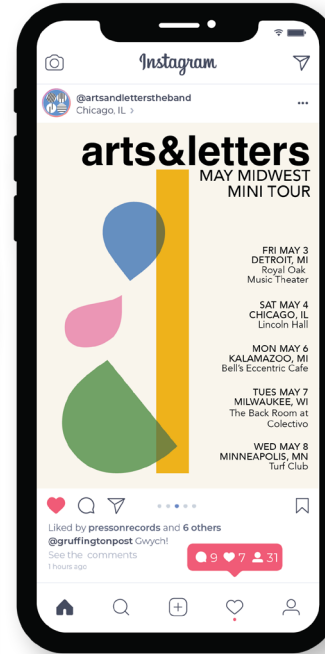 Instagram
@artsandletterstheband
Chicago, IL >
arts&letters
MAY MIDWEST
MINI TOUR
FRI MAY 3
DETROIT, MI
Royal Oak
Music Theater
SAT MAY 4
CHICAGO, IL
Lincoln Hall
MON MAY 6
KALAMAZOO, MI
Bell's Eccentric Cafe
TUES MAY 7
MILWAUKEE, WI
The Back Room at
Colectivo
WED MAY 8
MINNEAPOLIS, MN
Turf Club
Liked by pressonrecords and 6 others
@gruffingtonpost Gwych!
See the comments
1 hours ago
9 7 31